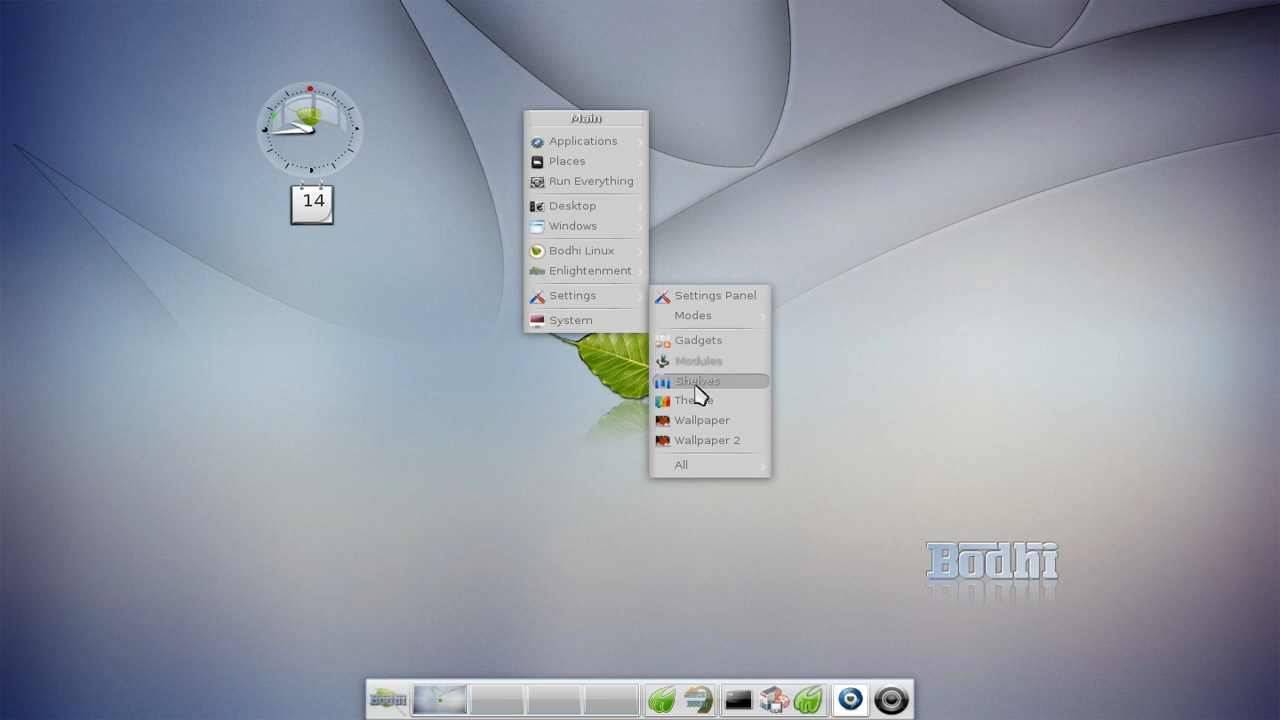 Main
Applications
Places
Run Everything
Desktop
Windows
Bodhi Linux
Enlightenment
Settings
System
Settings Panel
Modes
Gadgets
Modules
Shelves
Wallpaper
Wallpaper 2
All
14
Bodhi
Bodhi